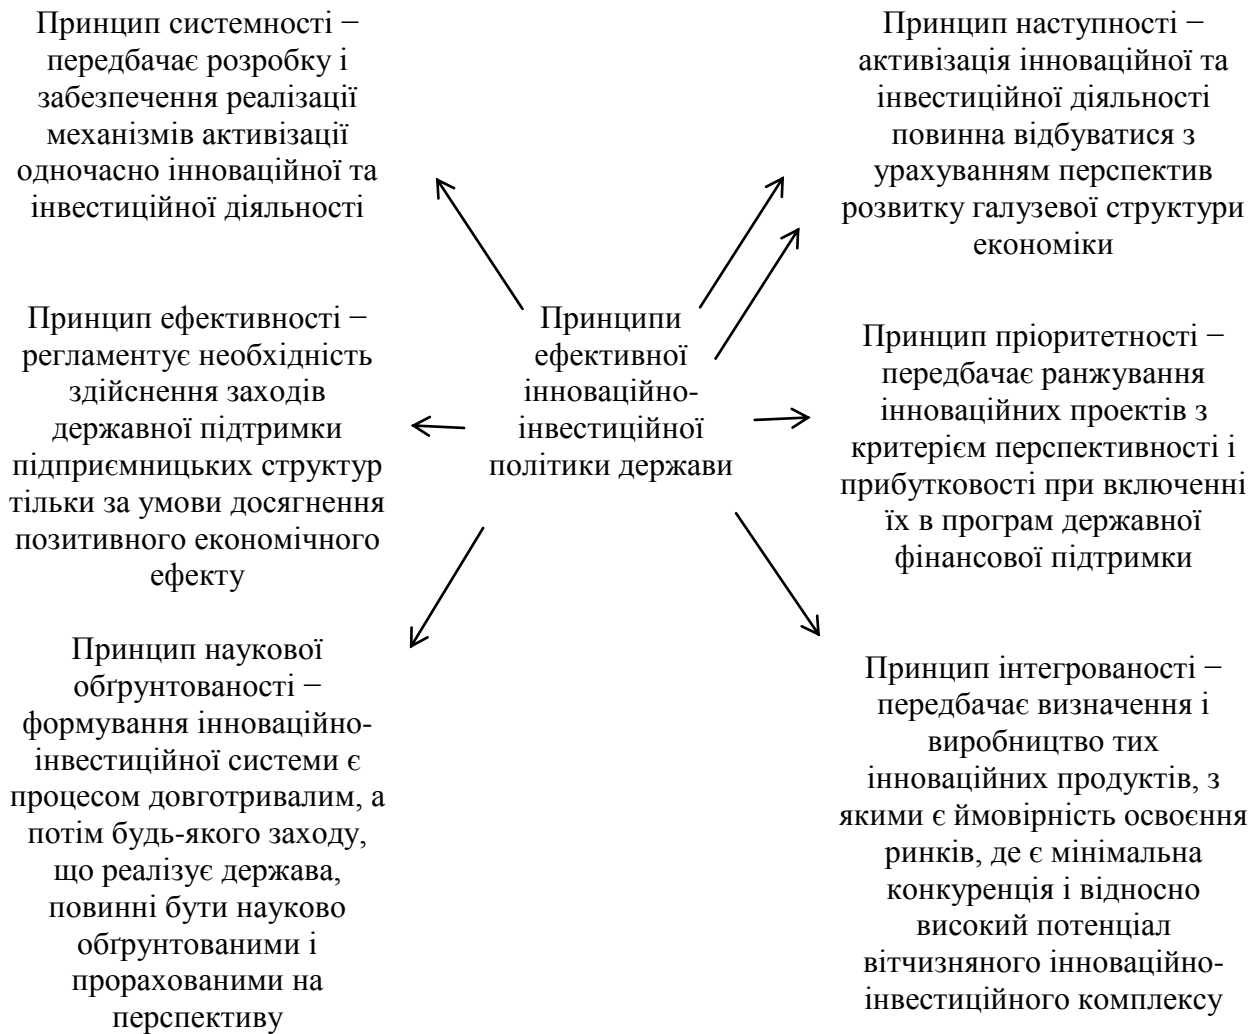 Принцип системності −
передбачає розробку і
забезпечення реалізації
механізмів активізації
одночасно інноваційної та
інвестиційної діяльності
Принцип ефективності −
регламентує необхідність
здійснення заходів
державної підтримки
підприємницьких структур
тільки за умови досягнення
позитивного економічного
ефекту
Принцип наукової
обґрунтованості −
формування інноваційно-
інвестиційної системи є
процесом довготривалим, а
потім будь-якого заходу,
що реалізує держава,
повинні бути науково
обґрунтованими і
прорахованими на
перспективу
Принципи
ефективної
інноваційно-
інвестиційної
політики держави
Принцип наступності −
активізація інноваційної та
інвестиційної діяльності
повинна відбуватися з
урахуванням перспектив
розвитку галузевої структури
економіки
Принцип пріоритетності −
передбачає ранжування
інноваційних проектів з
критерієм перспективності і
прибутковості при включенні
їх в програм державної
фінансової підтримки
Принцип інтегрованості −
передбачає визначення і
виробництво тих
інноваційних продуктів, з
якими є ймовірність освоєння
ринків, де є мінімальна
конкуренція і відносно
високий потенціал
вітчизняного інноваційно-
інвестиційного комплексу